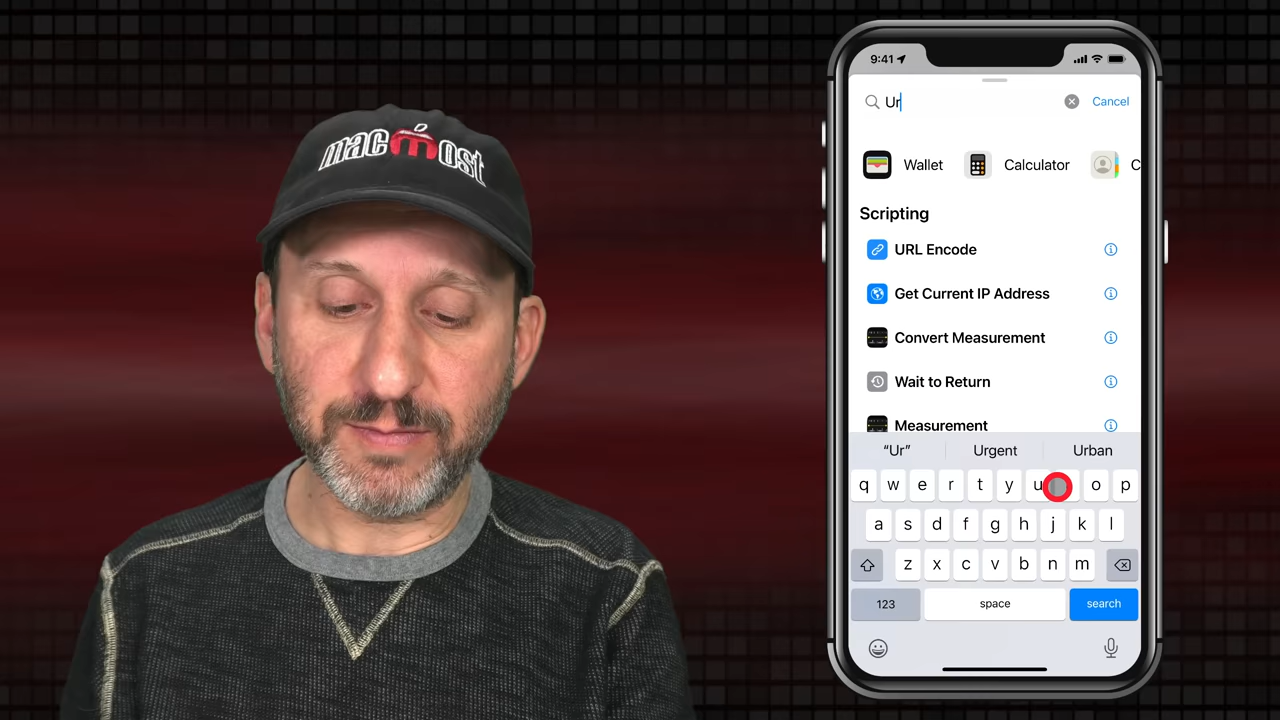 macmost
9:41
Ur
Cancel
Wallet
Calculator
C
Scripting
URL Encode
Get Current IP Address
Convert Measurement
Wait to Return
Measurement
“Ur”
Urgent
Urban
q w e r t y u o p
a s d f g h j k l
z x c v b n m
123
space
search